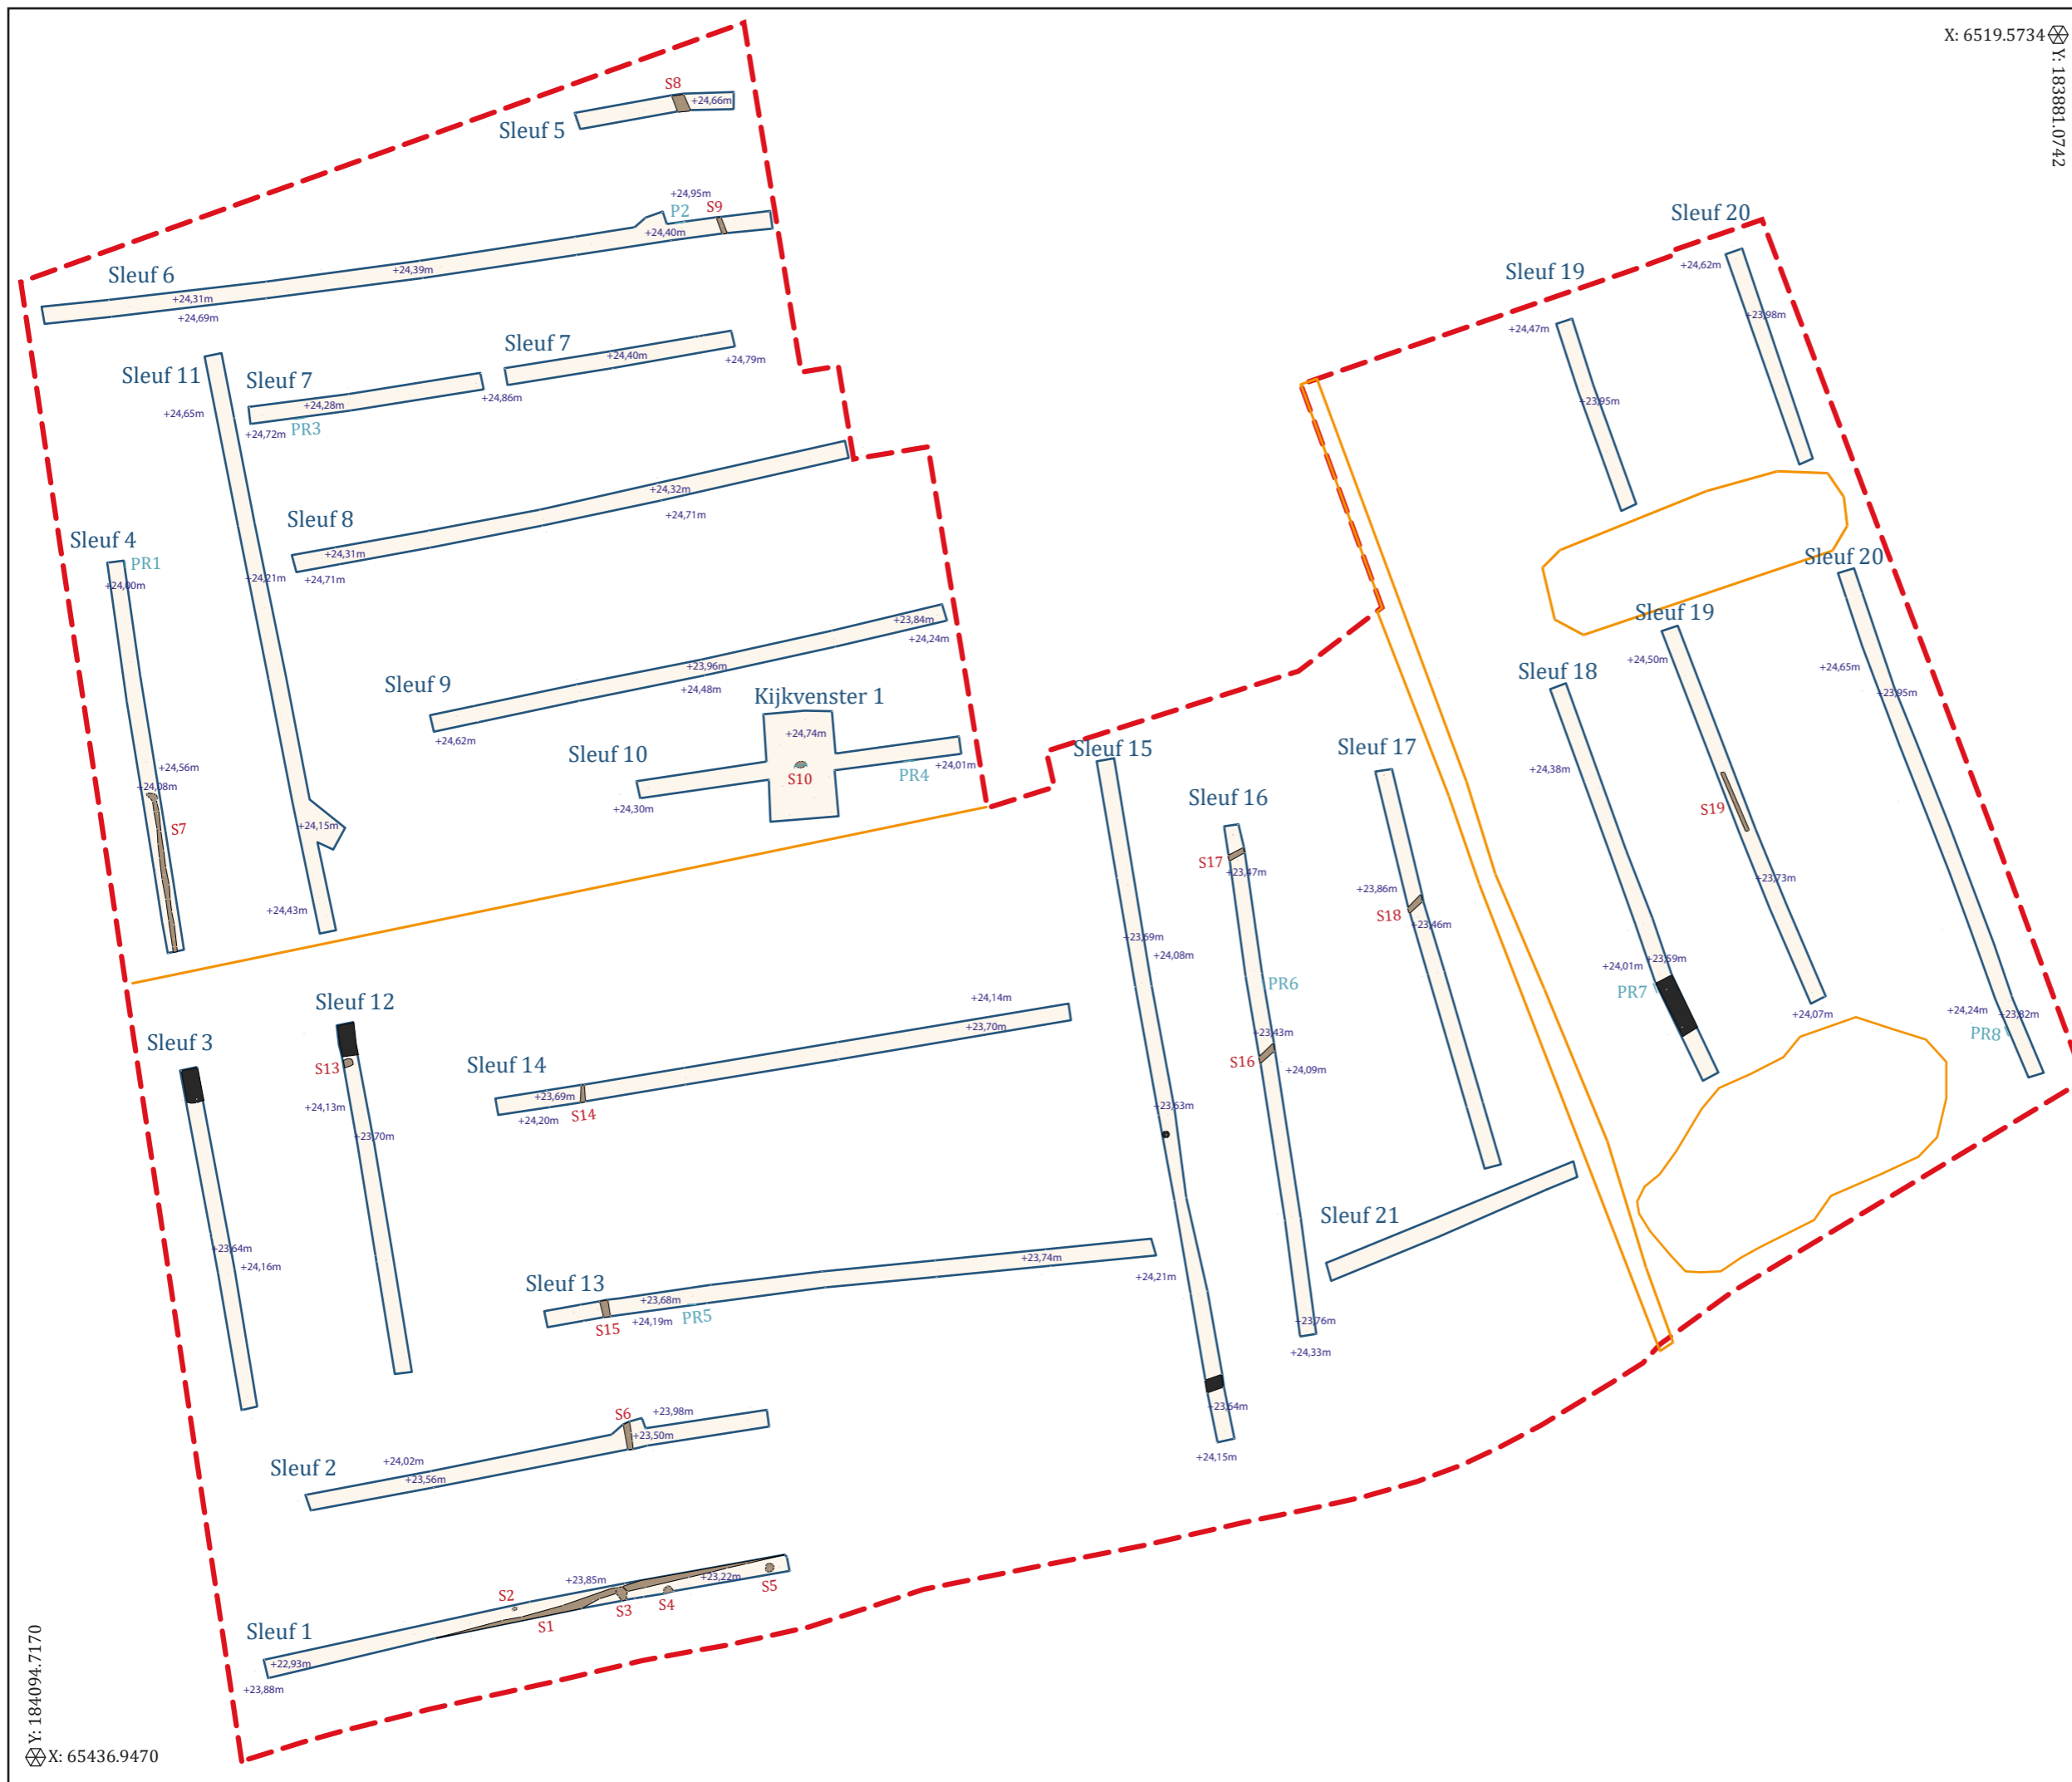 X: 6519.5734
Y: 183881.0742
S8
+24,66m
Sleuf 5
+24,95m
P2
S9
+24,40m
Sleuf 20
+24,62m
Sleuf 6
+24,39m
+24,31m
+24,69m
Sleuf 19
+24,47m
+23,98m
Sleuf 7
+24,40m
+24,79m
Sleuf 11
Sleuf 7
+24,28m
+24,86m
+24,65m
+24,72m
PR3
+23,95m
+24,32m
+24,71m
Sleuf 8
+24,31m
+24,71m
Sleuf 4
PR1
+24,00m
+24,21m
Sleuf 20
Sleuf 19
+23,84m
+24,24m
+24,50m
+24,65m
Sleuf 18
+23,96m
+24,48m
Sleuf 9
Kijkvenster 1
+23,95m
+24,62m
+24,74m
Sleuf 10
Sleuf 15
Sleuf 17
+24,56m
+24,08m
S10
PR4
+24,01m
+24,38m
+24,30m
Sleuf 16
S19
S7
+24,15m
S17
+23,47m
+23,73m
+23,86m
S18
+23,46m
+24,43m
+23,69m
+24,08m
+24,01m
+23,59m
PR6
PR7
Sleuf 12
+24,14m
+23,70m
+24,07m
+24,24m
+23,82m
PR8
Sleuf 3
+23,43m
S16
+24,09m
S13
Sleuf 14
+23,69m
S14
+24,20m
+24,13m
+23,63m
+23,70m
Sleuf 21
+23,64m
+24,16m
+23,74m
+24,21m
Sleuf 13
+23,68m
+24,19m
PR5
S15
+23,76m
+24,33m
S6
+23,98m
+23,50m
+23,64m
+24,15m
+24,02m
+23,56m
Sleuf 2
+23,85m
+23,22m
S5
S2
S1
S3
S4
Sleuf 1
+22,93m
+23,88m
Y: 184094.7170
X: 65436.9470